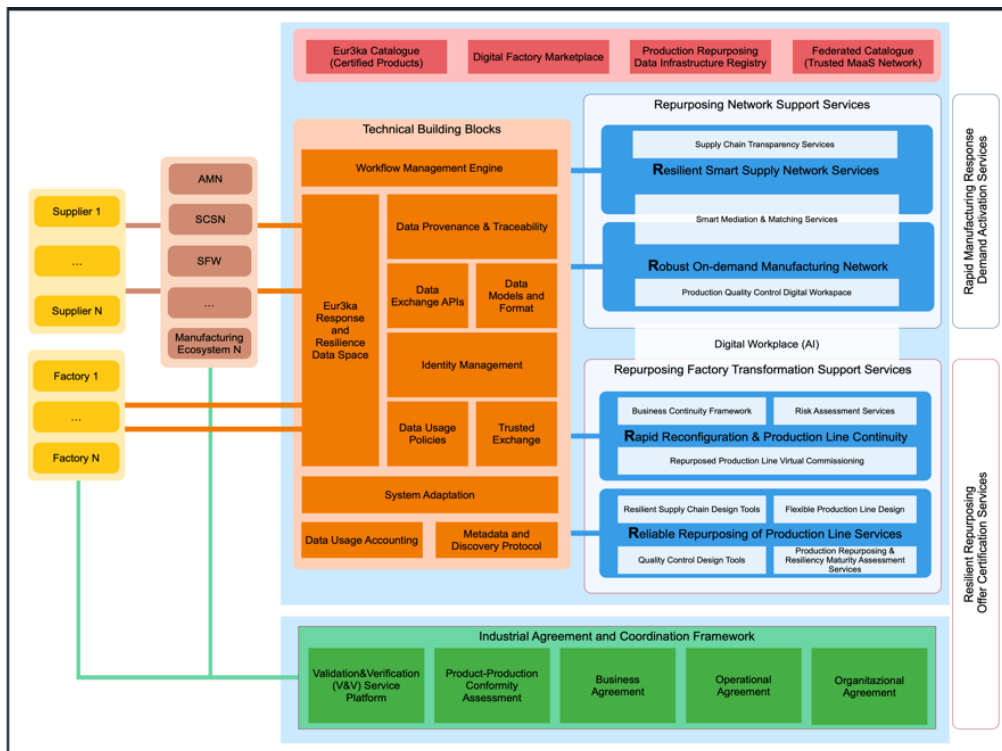 Eur3ka Catalogue
(Certified Products)
Digital Factory Marketplace
Production Repurposing
Data Infrastructure Registry
Federated Catalogue
(Trusted MaaS Network)
Supplier 1
...
Supplier N
Factory 1
...
Factory N
AMN
SCSN
SFW
...
Manufacturing
Ecosystem N
Technical Building Blocks
Workflow Management Engine
Eur3ka
Response
and
Resilience
Data Space
Data Provenance & Traceability
Data
Exchange APIs
Data
Models and
Format
Identity Management
Data Usage
Policies
Trusted
Exchange
System Adaptation
Data Usage Accounting
Metadata and
Discovery Protocol
Repurposing Network Support Services
Supply Chain Transparency Services
Resilient Smart Supply Network Services
Smart Mediation & Matching Services
Robust On-demand Manufacturing Network
Production Quality Control Digital Workspace
Digital Workplace (AI)
Repurposing Factory Transformation Support Services
Business Continuity Framework
Risk Assessment Services
Rapid Reconfiguration & Production Line Continuity
Repurposed Production Line Virtual Commissioning
Resilient Supply Chain Design Tools
Flexible Production Line Design
Reliable Repurposing of Production Line Services
Quality Control Design Tools
Production Repurposing &
Resiliency Maturity Assessment
Services
Rapid Manufacturing Response
Demand Activation Services
Resilient Repurposing
Offer Certification Services
Industrial Agreement and Coordination Framework
Validation&Verification
(V&V) Service
Platform
Product-Production
Conformity
Assessment
Business
Agreement
Operational
Agreement
Organitazional
Agreement